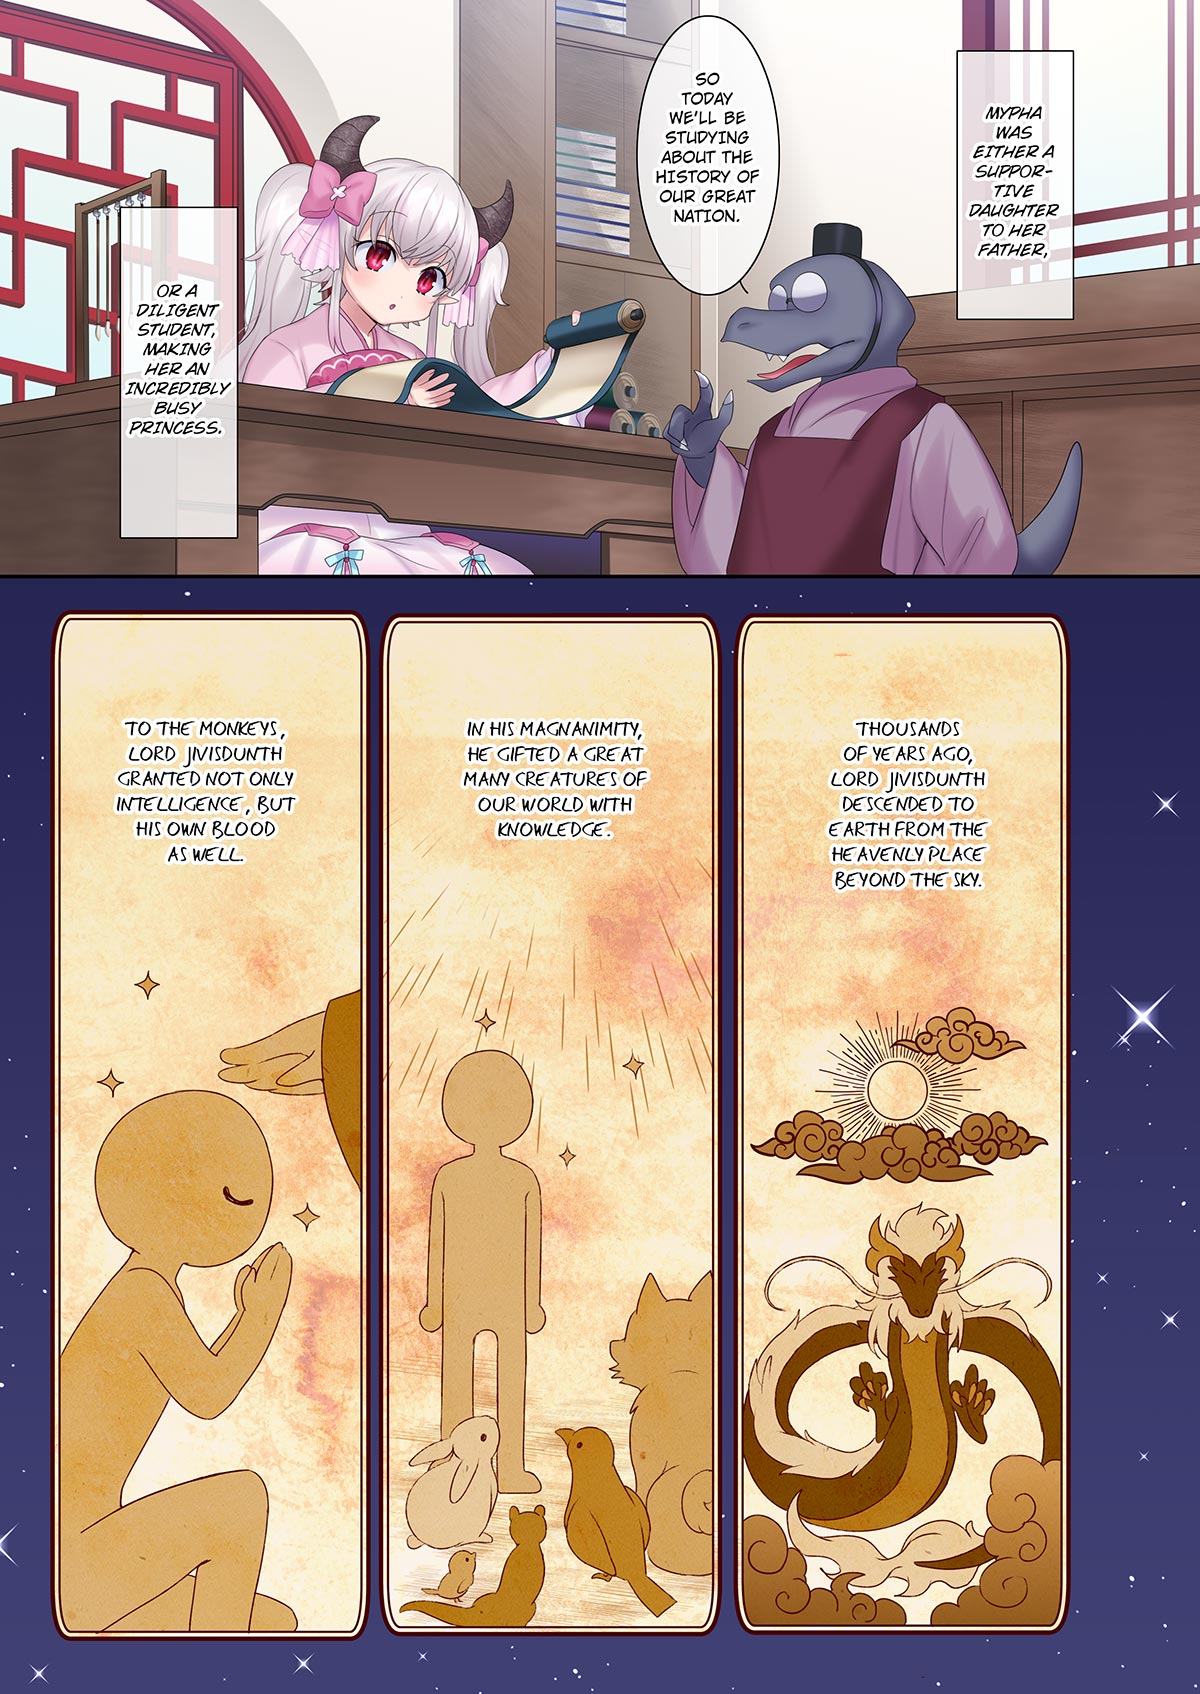 MYPHA
WAS
EITHER A
SUPPOR-
TIVE
DAUGHTER
TO HER
FATHER,
SO
TODAY
WE'LL BE
STUDYING
ABOUT THE
HISTORY OF
OUR GREAT
NATION.
OR A
DILIGENT
STUDENT,
MAKING
HER AN
INCREDIBLY
BUSY
PRINCESS.
THOUSANDS
OF YEARS AGO,
LORD JIVISDUNTH
DESCENDED TO
EARTH FROM THE
HEAVENLY PLACE
BEYOND THE SKY.
IN HIS MAGNANIMITY,
HE GIFTED A GREAT
MANY CREATURES OF
OUR WORLD WITH
KNOWLEDGE.
TO THE MONKEYS,
LORD JIVISDUNTH
GRANTED NOT ONLY
INTELLIGENCE, BUT
HIS OWN BLOOD
AS WELL.